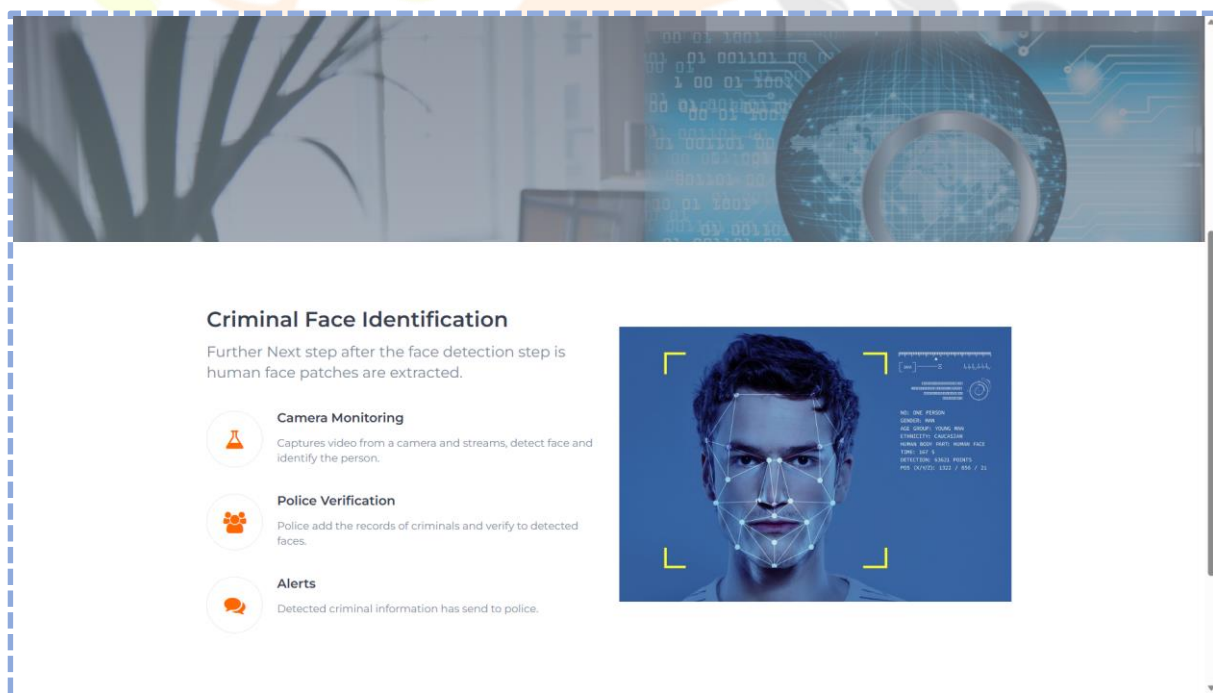 Criminal Face Identification
Further Next step after the face detection step is
human face patches are extracted.
Camera Monitoring
Captures video from a camera and streams, detect face and
identify the person.
Police Verification
Police add the records of criminals and verify to detected
faces.
Alerts
Detected criminal information has send to police.
NO: ONE PERSON
GENDER: MAN
AGE GROUP: YOUNG MAN
ETHNICITY: CAUCASIAN
HUMAN BODY PART: HUMAN FACE